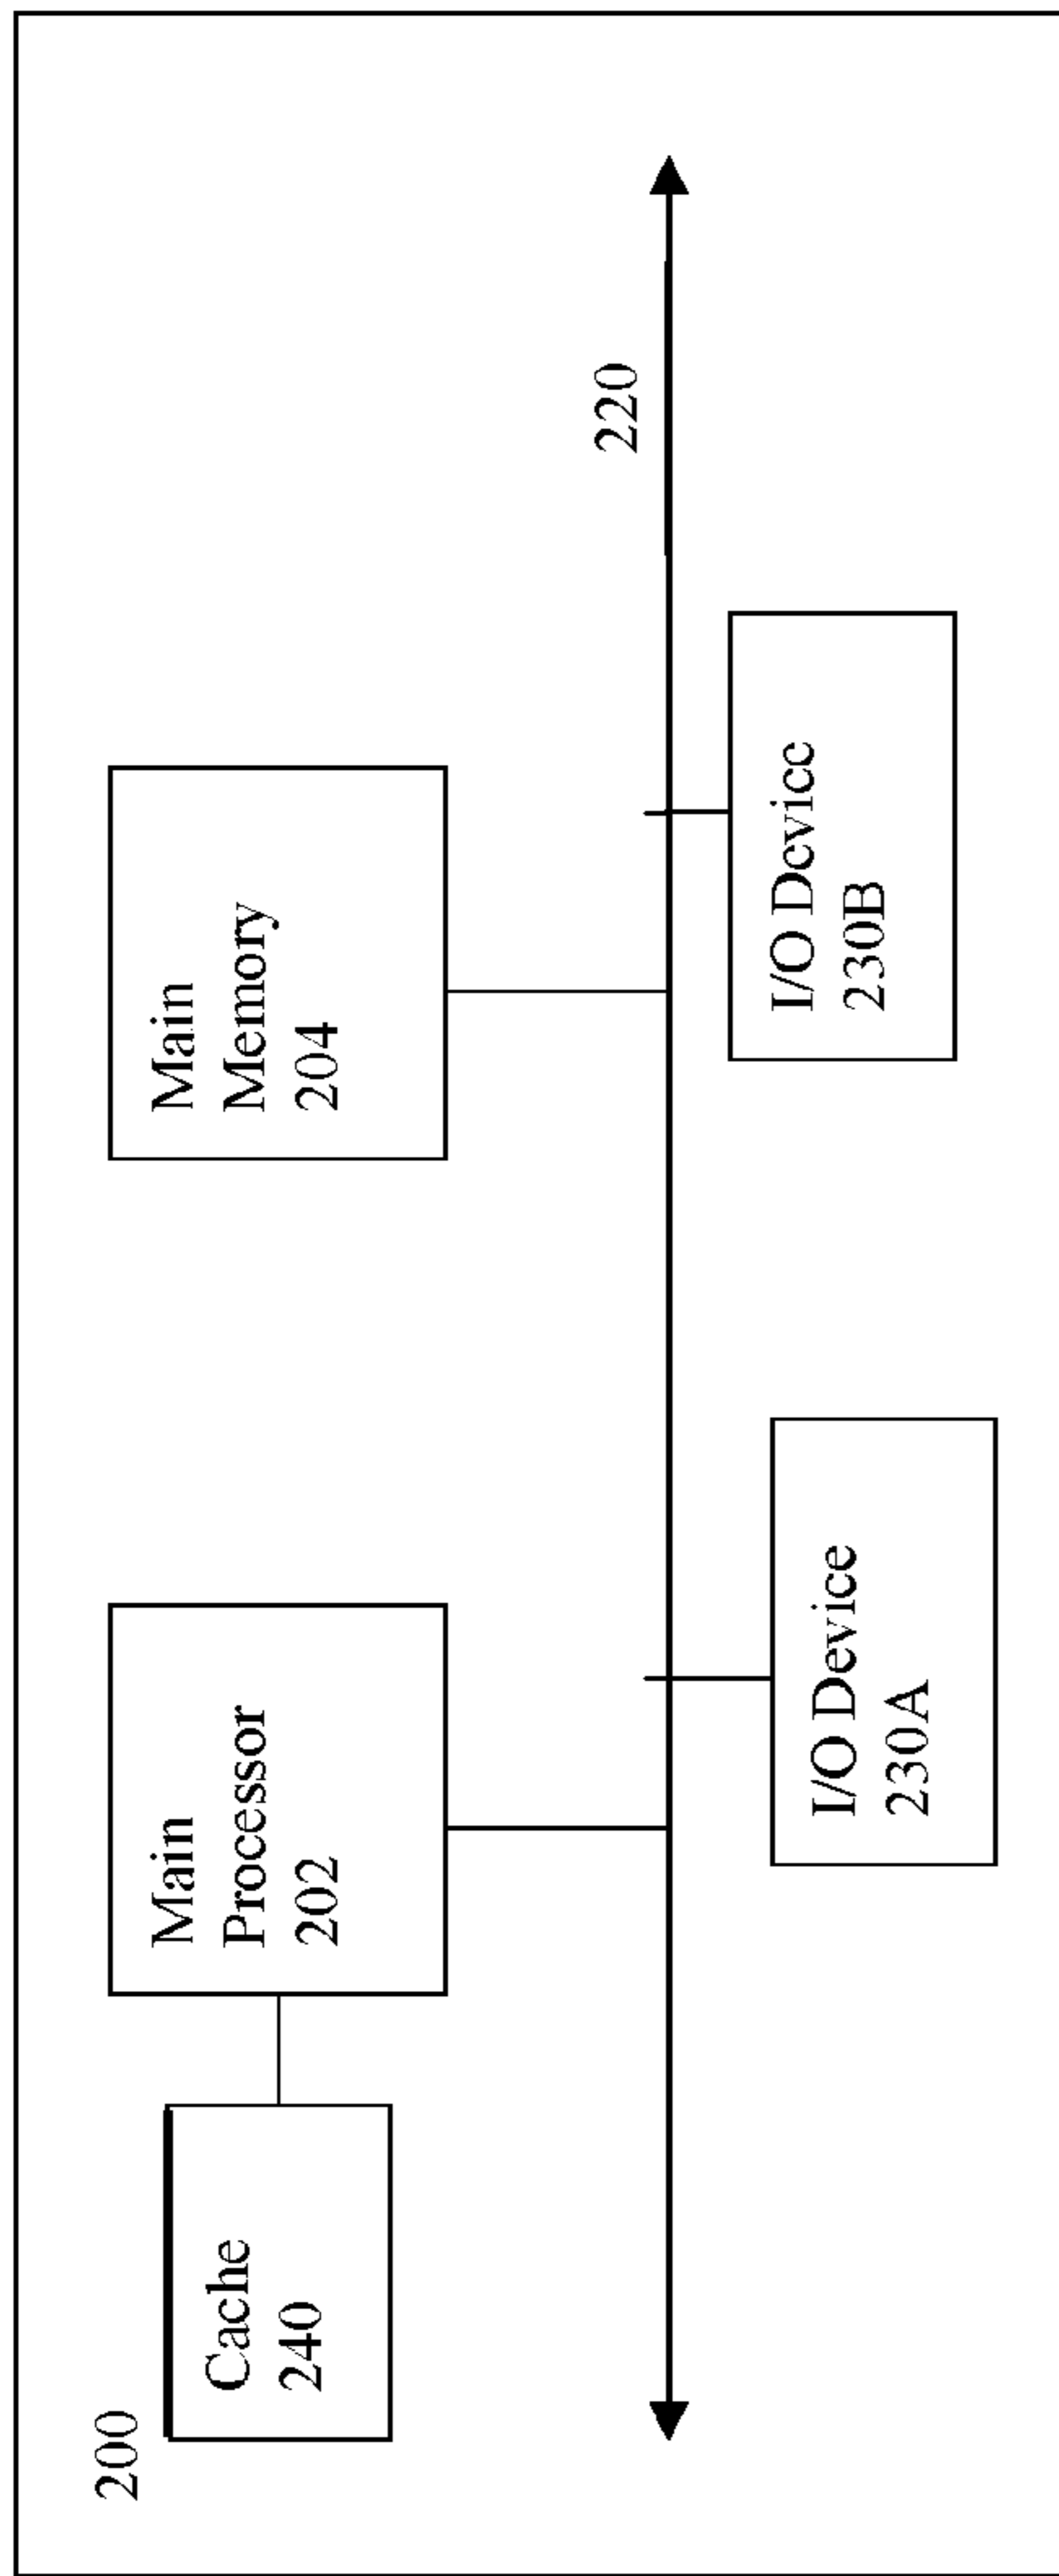 200
Cache
240
Main
Processor
202
Main
Memory
204
220
I/O Device
230A
I/O Device
230B